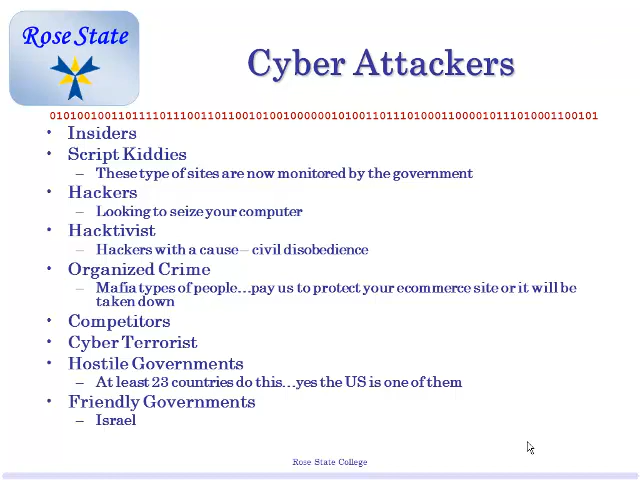 Rose State
Cyber Attackers
0101001001101111011100110110010100100000010100110111010001100001011101000110​0101
• Insiders
• Script Kiddies
– These type of sites are now monitored by the government
• Hackers
– Looking to seize your computer
• Hacktivist
– Hackers with a cause – civil disobedience
• Organized Crime
– Mafia types of people…pay us to protect your ecommerce site or it will be
taken down
• Competitors
• Cyber Terrorist
• Hostile Governments
– At least 23 countries do this…yes the US is one of them
• Friendly Governments
– Israel
Rose State College